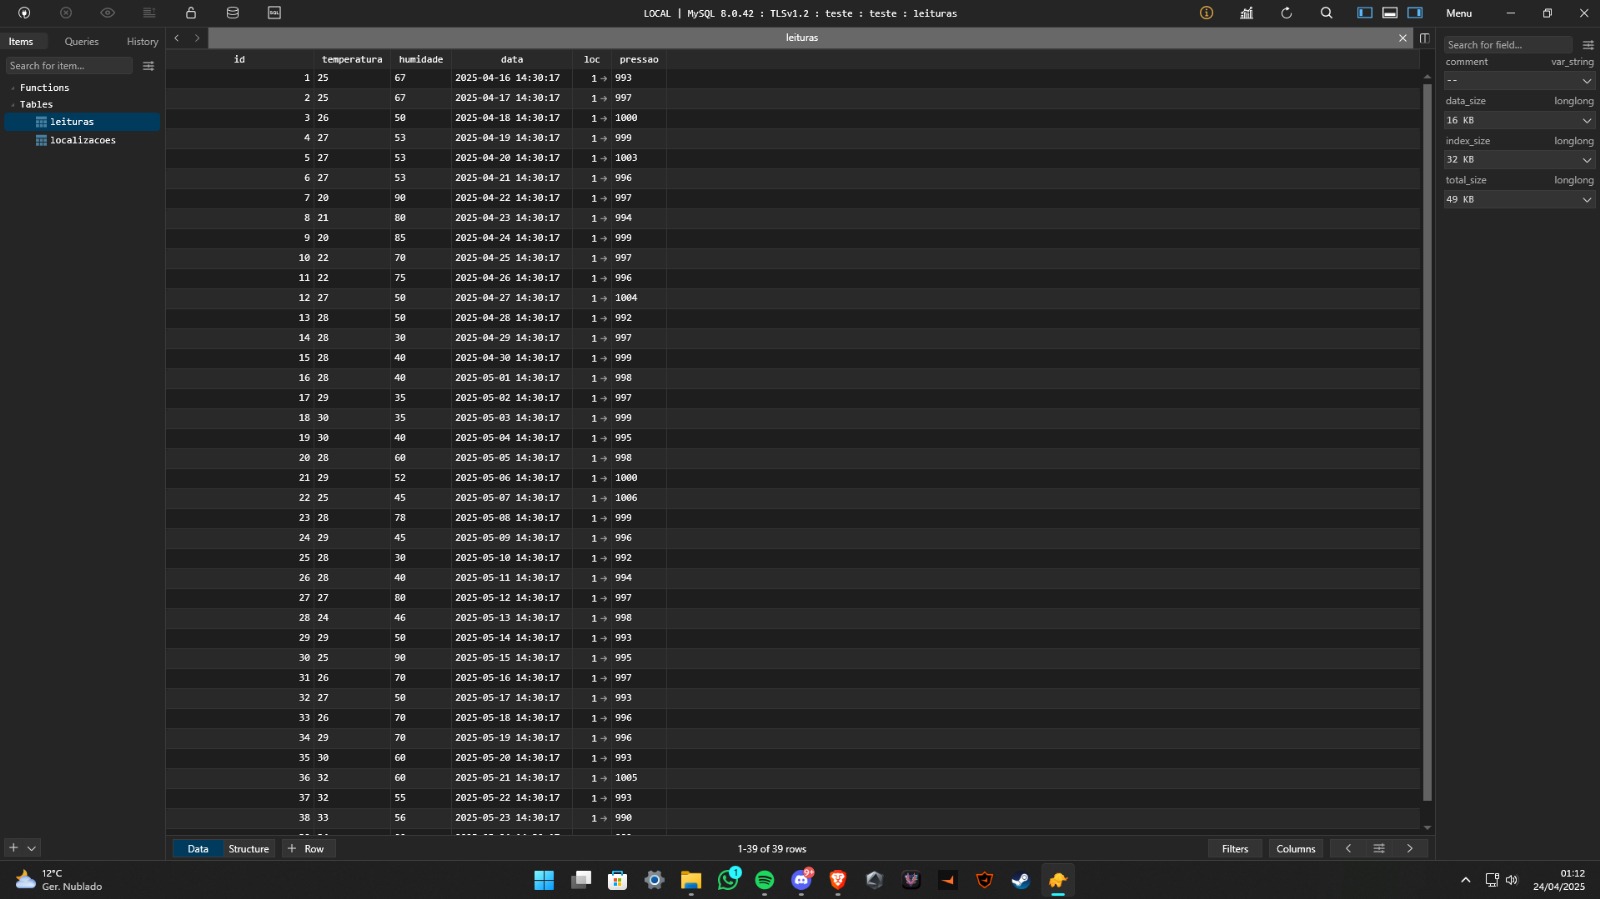 LOCAL | MySQL 8.0.42 : TLSv1.2 : teste : teste : leituras
Menu
Items Queries History
leituras
Search for item...
Functions
Tables
leituras
localizacoes
id temperatura humidade data loc pressao
1 25 67 2025-04-16 14:30:17 1 → 993
2 25 67 2025-04-17 14:30:17 1 → 997
3 26 50 2025-04-18 14:30:17 1 → 1000
4 27 53 2025-04-19 14:30:17 1 → 999
5 27 53 2025-04-20 14:30:17 1 → 1003
6 27 53 2025-04-21 14:30:17 1 → 996
7 20 90 2025-04-22 14:30:17 1 → 997
8 21 80 2025-04-23 14:30:17 1 → 994
9 20 85 2025-04-24 14:30:17 1 → 999
10 22 70 2025-04-25 14:30:17 1 → 997
11 22 75 2025-04-26 14:30:17 1 → 996
12 27 50 2025-04-27 14:30:17 1 → 1004
13 28 50 2025-04-28 14:30:17 1 → 992
14 28 30 2025-04-29 14:30:17 1 → 997
15 28 40 2025-04-30 14:30:17 1 → 999
16 28 40 2025-05-01 14:30:17 1 → 998
17 29 35 2025-05-02 14:30:17 1 → 997
18 30 35 2025-05-03 14:30:17 1 → 999
19 30 40 2025-05-04 14:30:17 1 → 995
20 28 60 2025-05-05 14:30:17 1 → 998
21 29 52 2025-05-06 14:30:17 1 → 1000
22 25 45 2025-05-07 14:30:17 1 → 1006
23 28 78 2025-05-08 14:30:17 1 → 999
24 29 45 2025-05-09 14:30:17 1 → 996
25 28 30 2025-05-10 14:30:17 1 → 992
26 28 40 2025-05-11 14:30:17 1 → 994
27 27 80 2025-05-12 14:30:17 1 → 997
28 24 46 2025-05-13 14:30:17 1 → 998
29 29 50 2025-05-14 14:30:17 1 → 993
30 25 90 2025-05-15 14:30:17 1 → 995
31 26 70 2025-05-16 14:30:17 1 → 997
32 27 50 2025-05-17 14:30:17 1 → 993
33 26 70 2025-05-18 14:30:17 1 → 996
34 29 70 2025-05-19 14:30:17 1 → 996
35 30 60 2025-05-20 14:30:17 1 → 993
36 32 60 2025-05-21 14:30:17 1 → 1005
37 32 55 2025-05-22 14:30:17 1 → 993
38 33 56 2025-05-23 14:30:17 1 → 990
Search for field...
comment var_string
--
data_size longlong
16 KB
index_size longlong
32 KB
total_size longlong
49 KB
Data Structure + Row
1-39 of 39 rows
Filters Columns
12°C
Ger. Nublado
1
9+
01:12
24/04/2025